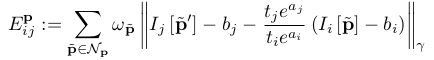 $E_{ij}^{\mathbf{p}} := \sum_{\tilde{\mathbf{p}} \in \mathcal{N}_{\mathbf{p}}} \omega_{\tilde{\mathbf{p}}} \left\| I_j \left[ \tilde{\mathbf{p}}' \right] - b_j - \frac{t_j e^{a_j}}{t_i e^{a_i}} \left( I_i \left[ \tilde{\mathbf{p}} \right] - b_i \right) \right\|_{\gamma}$